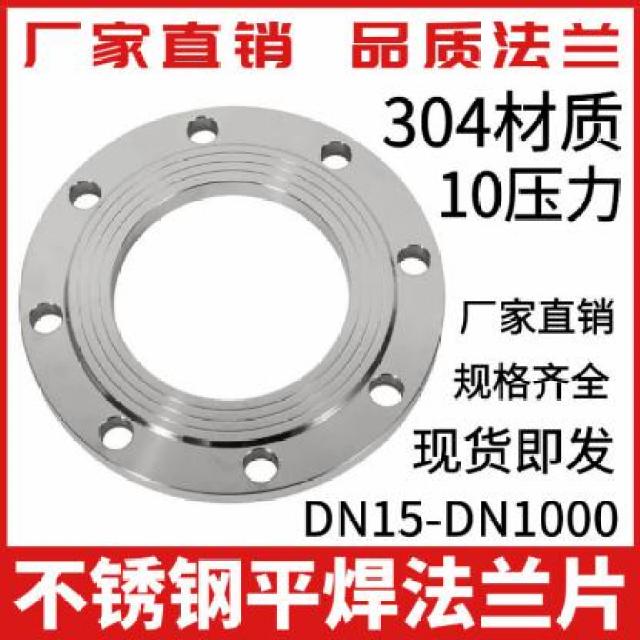 厂家直销 品质法兰
304材质
10压力
厂家直销
规格齐全
现货即发
DN15-DN1000
不锈钢平焊法兰片